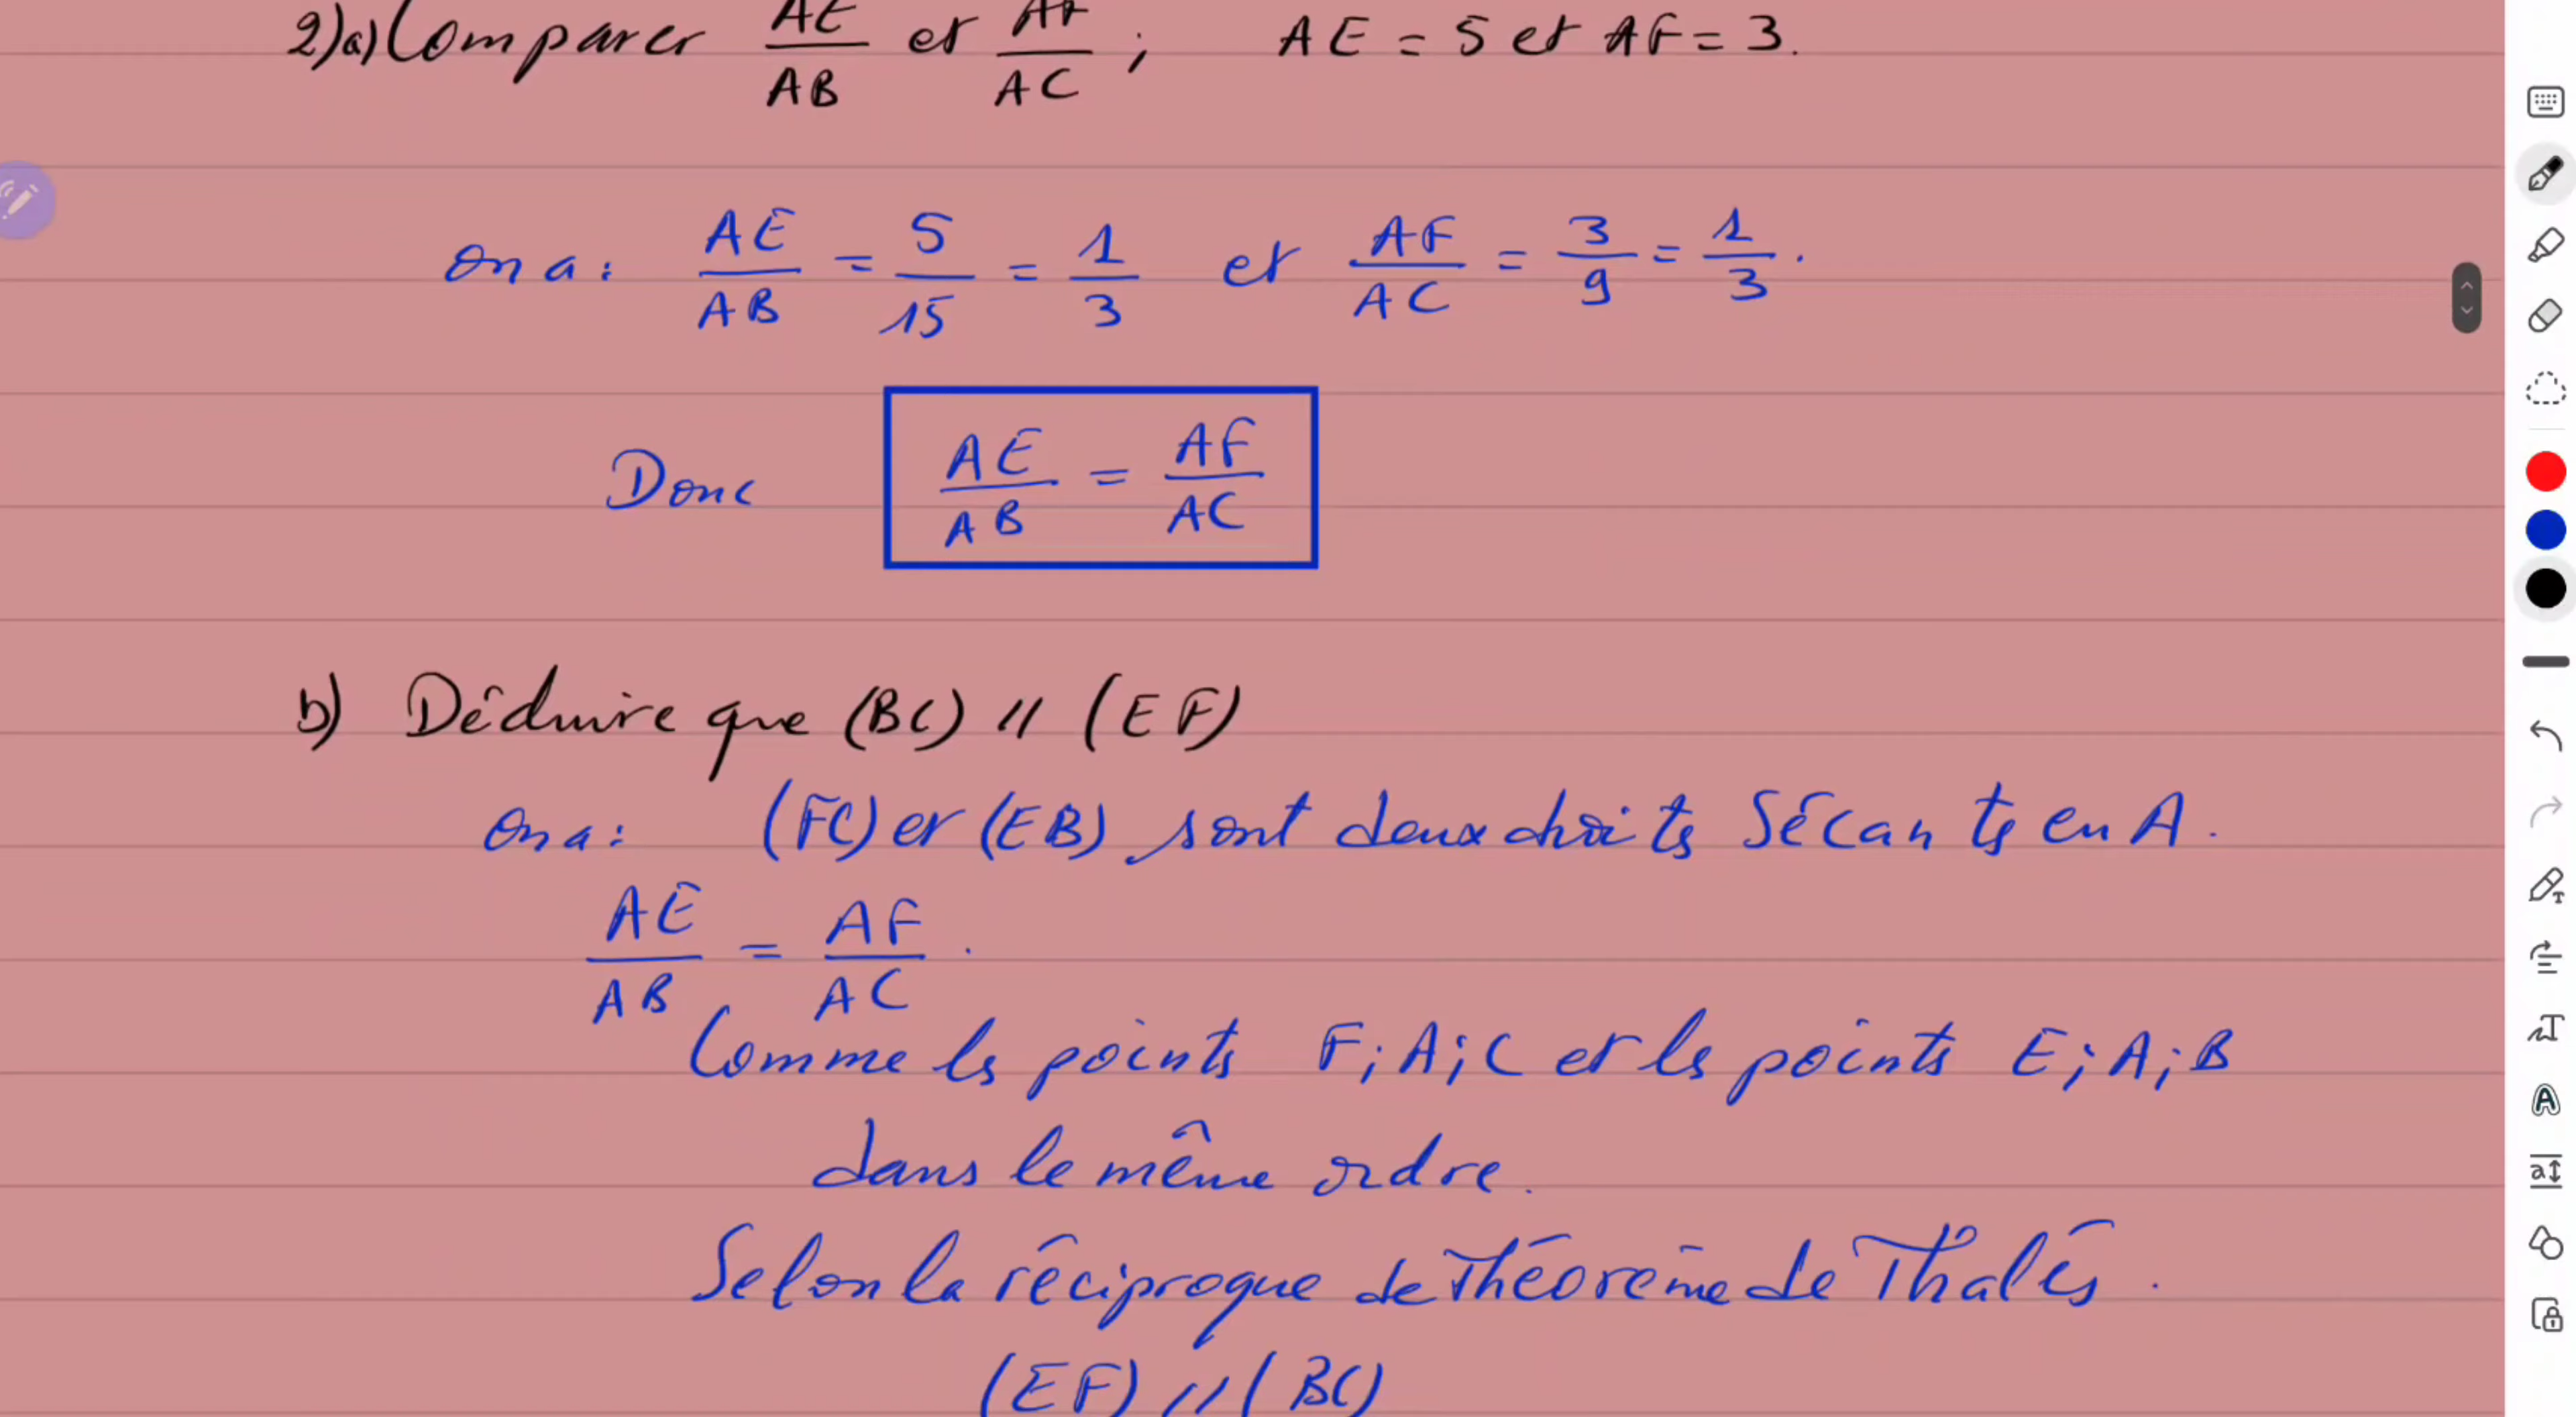 2)a) Comparer AE/AB et AF/AC ; AE = 5 et AF = 3.
on a : AE/AB = 5/15 = 1/3 et AF/AC = 3/9 = 1/3.
Donc AE/AB = AF/AC
b) Déduire que (BC) // (EF)
on a : (FC) et (EB) sont deux droits Sécants en A.
AE/AB = AF/AC.
Comme les points F; A; C et les points E; A; B
dans le même ordre.
Selon la réciproque de Théorème de Thalès.
(EF) // (BC)